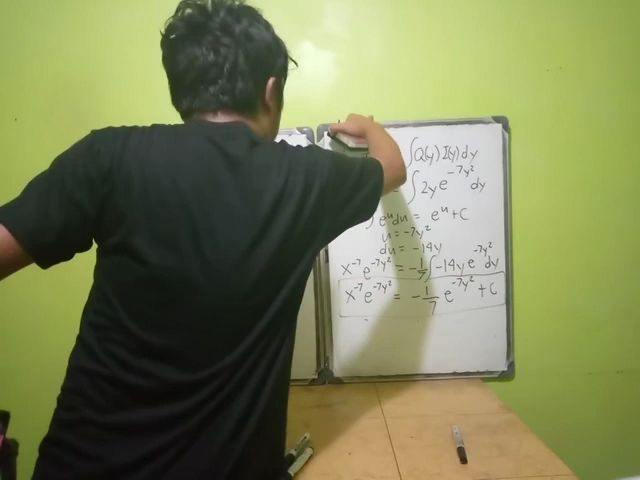 ∫Q(y)I(y)dy
= ∫2ye^{-7y²} dy
∫e^u du = e^u + C
u = -7y²
du = -14y
x^{-7}e^{-7y²} = -1/7 ∫-14ye^{-7y²}dy
x^{-7}e^{-7y²} = -1/7 e^{-7y²} + C